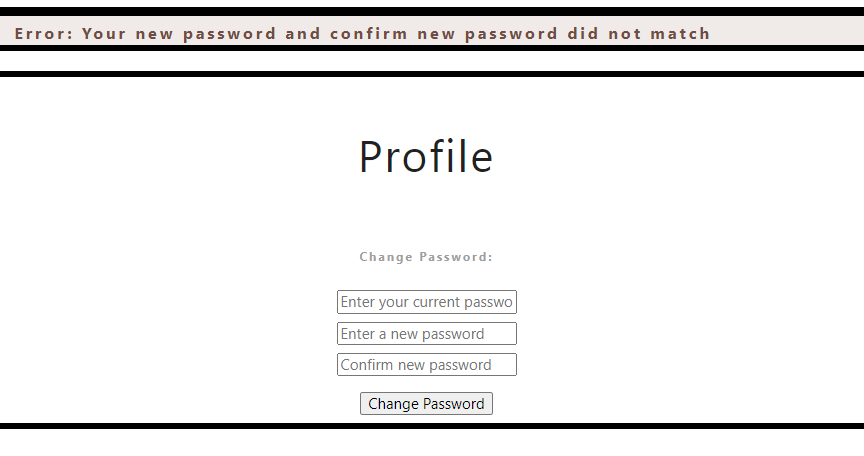 Error: Your new password and confirm new password did not match
Profile
Change Password:
Enter your current passwo
Enter a new password
Confirm new password
Change Password